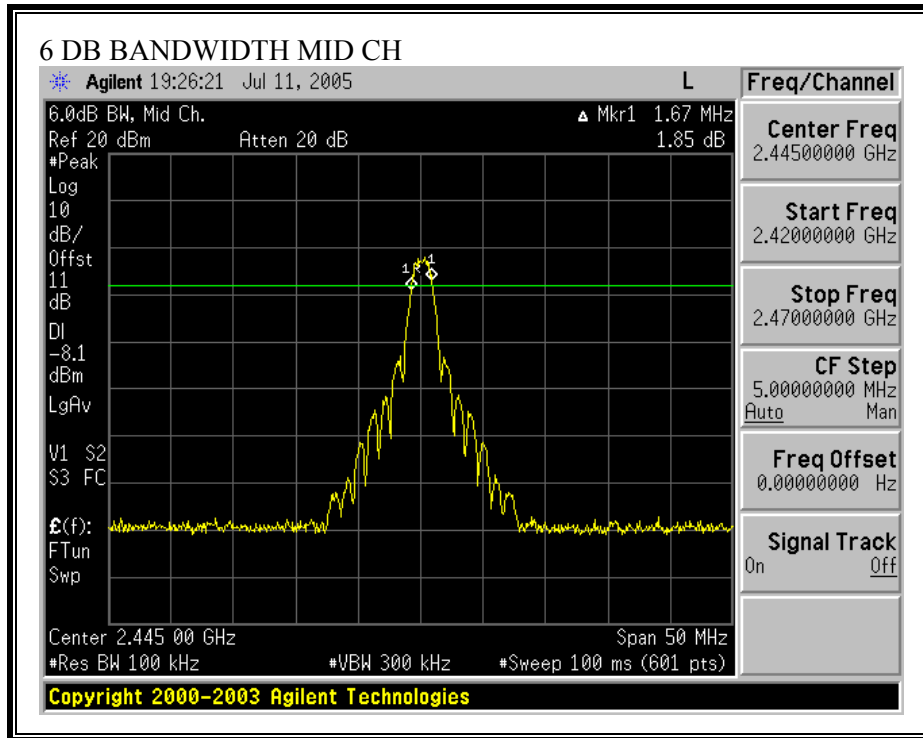 6 DB BANDWIDTH MID CH
Agilent 19:26:21 Jul 11, 2005 L
Freq/Channel
6.0dB BW, Mid Ch.
▵ Mkr1 1.67 MHz
Ref 20 dBm Atten 20 dB 1.85 dB
#Peak
Log
10
dB/
Offst
11
dB
DI
-8.1
dBm
LgAv
V1 S2
S3 FC
£(f):
FTun
Swp
1R
1
Center 2.445 00 GHz Span 50 MHz
#Res BW 100 kHz #VBW 300 kHz #Sweep 100 ms (601 pts)
Center Freq
2.44500000 GHz
Start Freq
2.42000000 GHz
Stop Freq
2.47000000 GHz
CF Step
5.00000000 MHz
Auto Man
Freq Offset
0.00000000 Hz
Signal Track
On Off
Copyright 2000-2003 Agilent Technologies